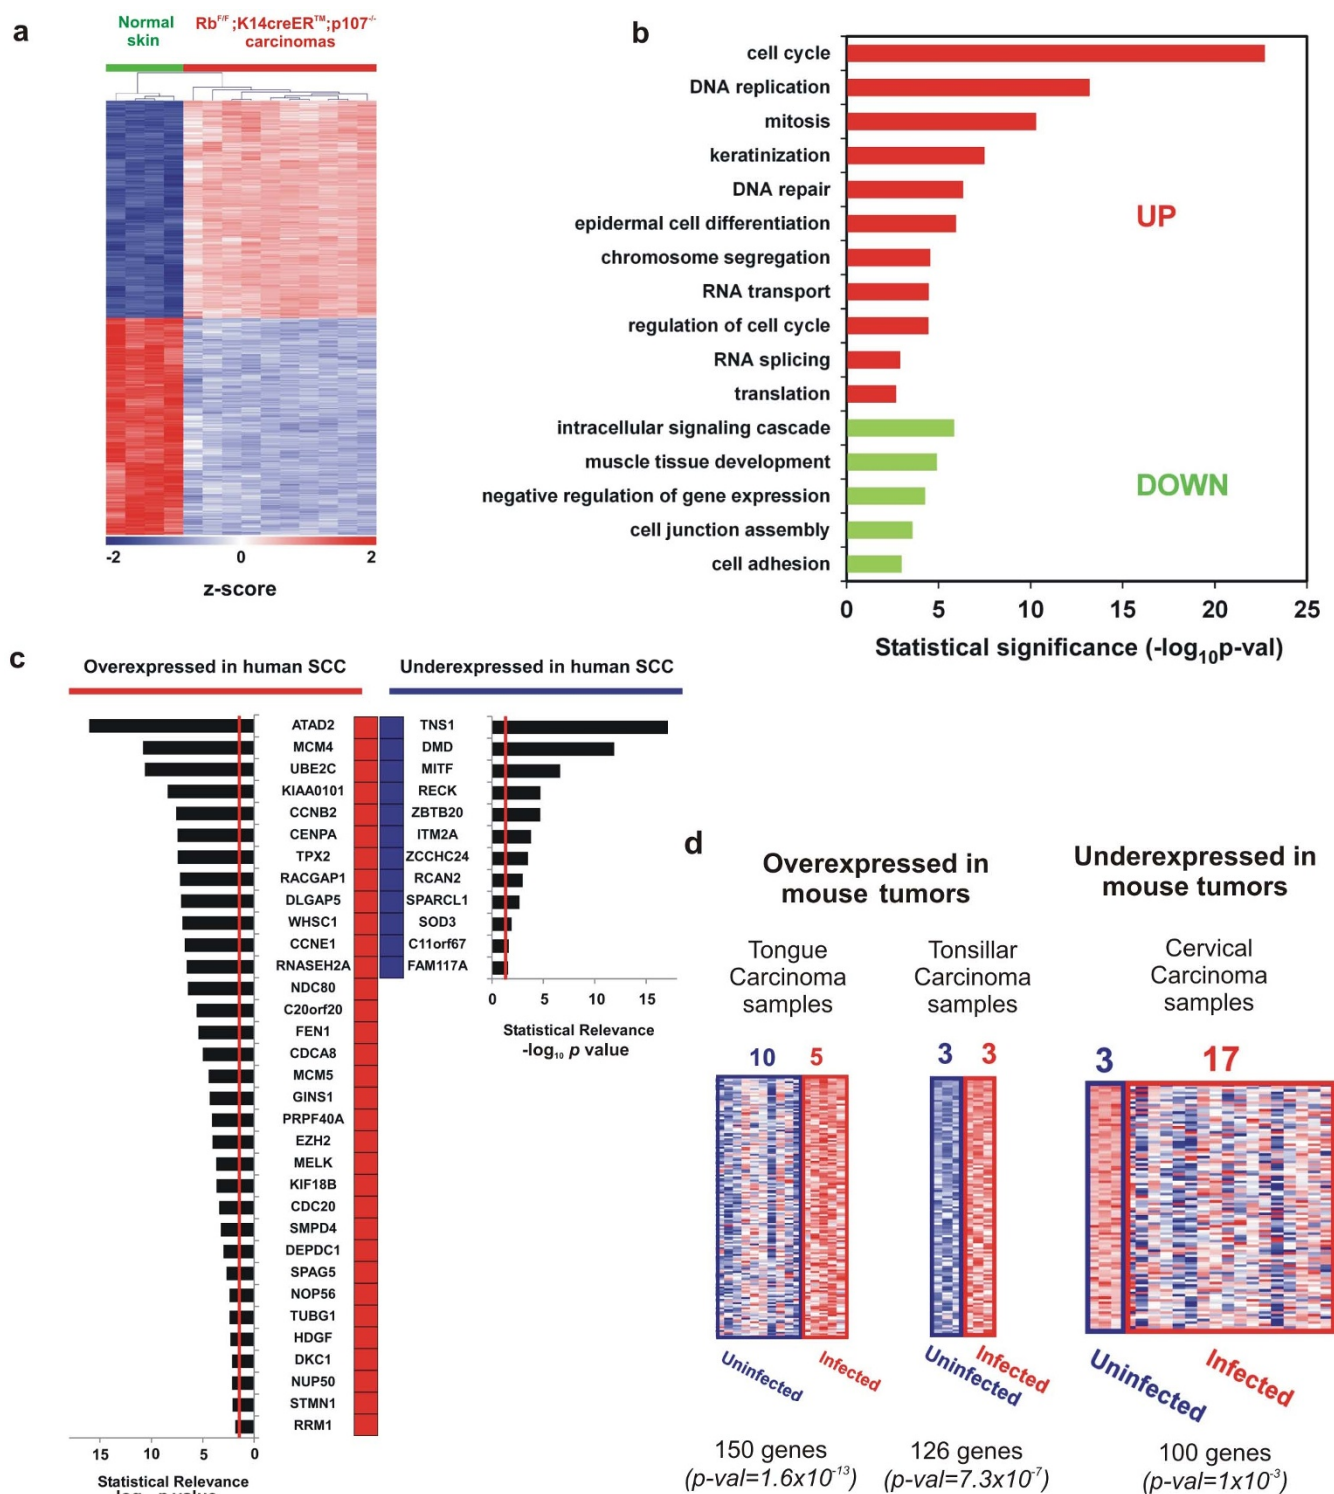 a
Normal
skin
Rb^F/F;K14creER^TM;p107^-/-
carcinomas
-2 0 2
z-score
b
cell cycle
DNA replication
mitosis
keratinization
DNA repair
epidermal cell differentiation
chromosome segregation
RNA transport
regulation of cell cycle
RNA splicing
translation
intracellular signaling cascade
muscle tissue development
negative regulation of gene expression
cell junction assembly
cell adhesion
UP
DOWN
0 5 10 15 20 25
Statistical significance (-log10p-val)
c
Overexpressed in human SCC
ATAD2
MCM4
UBE2C
KIAA0101
CCNB2
CENPA
TPX2
RACGAP1
DLGAP5
WHSC1
CCNE1
RNASEH2A
NDC80
C20orf20
FEN1
CDCA8
MCM5
GINS1
PRPF40A
EZH2
MELK
KIF18B
CDC20
SMPD4
DEPDC1
SPAG5
NOP56
TUBG1
HDGF
DKC1
NUP50
STMN1
RRM1
15 10 5 0
Statistical Relevance
Underexpressed in human SCC
TNS1
DMD
MITF
RECK
ZBTB20
ITM2A
ZCCHC24
RCAN2
SPARCL1
SOD3
C11orf67
FAM117A
0 5 10 15
Statistical Relevance
-log10 p value
d
Overexpressed in
mouse tumors
Underexpressed in
mouse tumors
Tongue
Carcinoma
samples
10 5
Uninfected
Infected
150 genes
(p-val=1.6x10^-13)
Tonsillar
Carcinoma
samples
3 3
Uninfected
Infected
126 genes
(p-val=7.3x10^-7)
Cervical
Carcinoma
samples
3 17
Uninfected
Infected
100 genes
(p-val=1x10^-3)